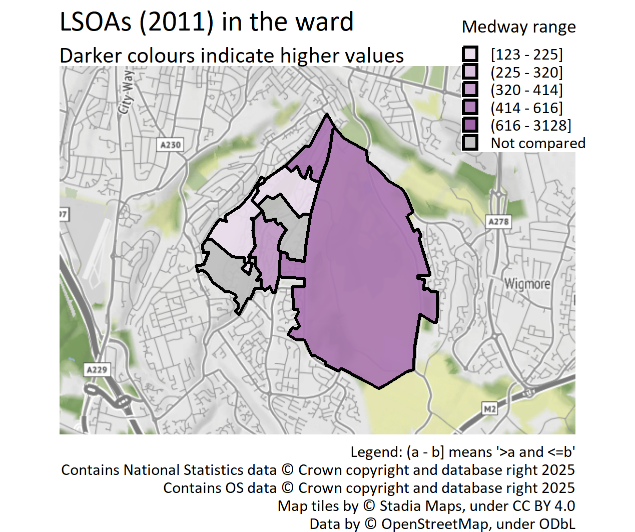 LSOAs (2011) in the ward
Darker colours indicate higher values
Medway range
[123 - 225]
(225 - 320]
(320 - 414]
(414 - 616]
(616 - 3128]
Not compared
City Way
A230
A278
Wigmore
A229
M2
Legend: (a - b] means '>a and <=b'
Contains National Statistics data © Crown copyright and database right 2025
Contains OS data © Crown copyright and database right 2025
Map tiles by © Stadia Maps, under CC BY 4.0
Data by © OpenStreetMap, under ODbL